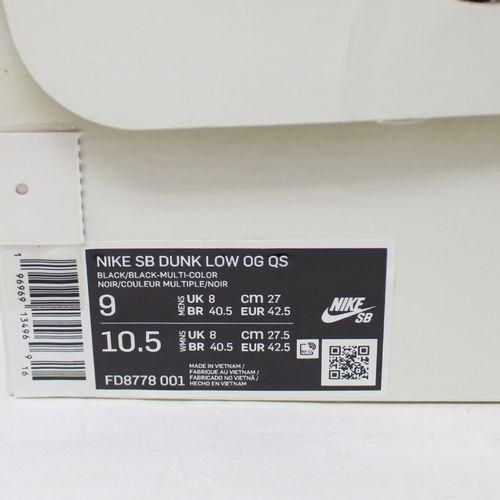 NIKE SB DUNK LOW OG QS
BLACK/BLACK-MULTI-COLOR
NOIR/COULEUR MULTIPLE/NOIR
9 MENS UK 8 CM 27
BR 40.5 EUR 42.5
10.5 WMNS UK 8 CM 27.5
BR 40.5 EUR 42.5
FD8778 001
MADE IN VIETNAM /
FABRIQUE AU VIETNAM /
FABRICADO NO VIETNÃ /
HECHO EN VIETNAM
NIKE SB
1 96969 13496 9 16